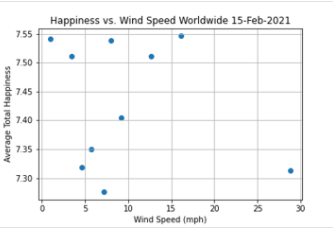 Happiness vs. Wind Speed Worldwide 15-Feb-2021
7.55
7.50
7.45
7.40
7.35
7.30
Average Total Happiness
0 5 10 15 20 25 30
Wind Speed (mph)